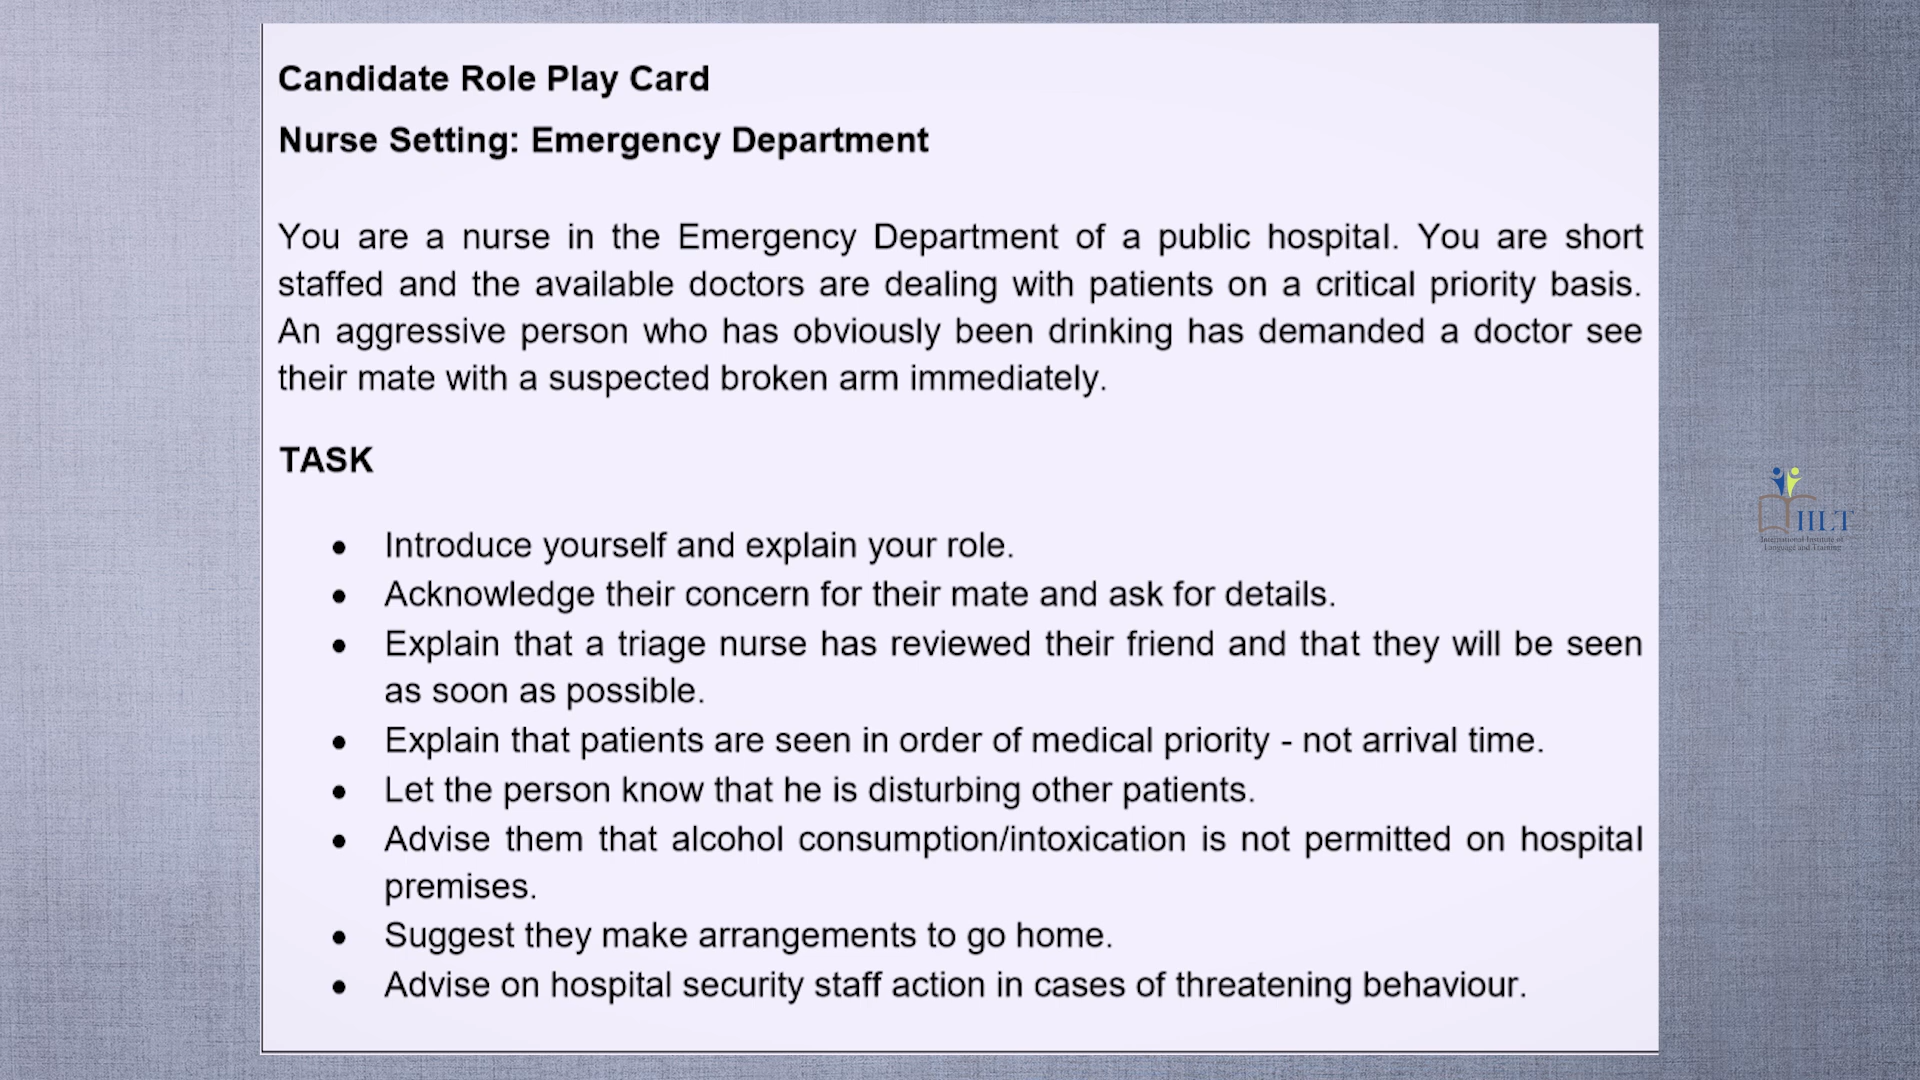 Candidate Role Play Card
Nurse Setting: Emergency Department
You are a nurse in the Emergency Department of a public hospital. You are short
staffed and the available doctors are dealing with patients on a critical priority basis.
An aggressive person who has obviously been drinking has demanded a doctor see
their mate with a suspected broken arm immediately.
TASK
• Introduce yourself and explain your role.
• Acknowledge their concern for their mate and ask for details.
• Explain that a triage nurse has reviewed their friend and that they will be seen
as soon as possible.
• Explain that patients are seen in order of medical priority - not arrival time.
• Let the person know that he is disturbing other patients.
• Advise them that alcohol consumption/intoxication is not permitted on hospital
premises.
• Suggest they make arrangements to go home.
• Advise on hospital security staff action in cases of threatening behaviour.
IILT
International Institute of
Language and Training